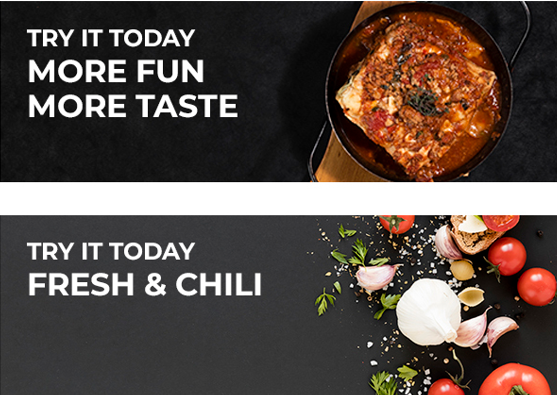 TRY IT TODAY
MORE FUN
MORE TASTE
TRY IT TODAY
FRESH & CHILI